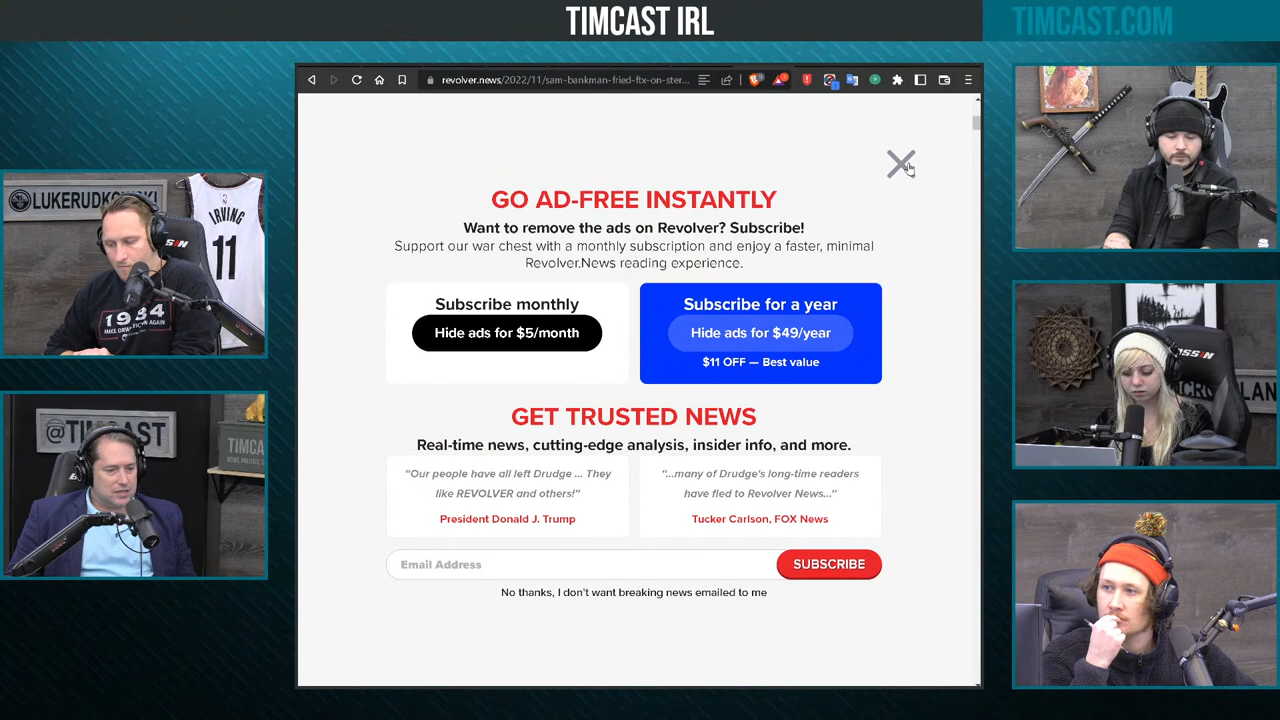 TIMCAST IRL
TIMCAST.COM
revolver.news/2022/11/sam-bankman-fried-ftx-on-ster...
GO AD-FREE INSTANTLY
Want to remove the ads on Revolver? Subscribe!
Support our war chest with a monthly subscription and enjoy a faster, minimal
Revolver.News reading experience.
Subscribe monthly
Hide ads for $5/month
Subscribe for a year
Hide ads for $49/year
$11 OFF — Best value
GET TRUSTED NEWS
Real-time news, cutting-edge analysis, insider info, and more.
“Our people have all left Drudge ... They
like REVOLVER and others!”
President Donald J. Trump
“...many of Drudge's long-time readers
have fled to Revolver News...”
Tucker Carlson, FOX News
Email Address
SUBSCRIBE
No thanks, I don't want breaking news emailed to me
@LUKERUDKOWSKI
IRVING
11
1984
@TIMCAST
TIMCAST